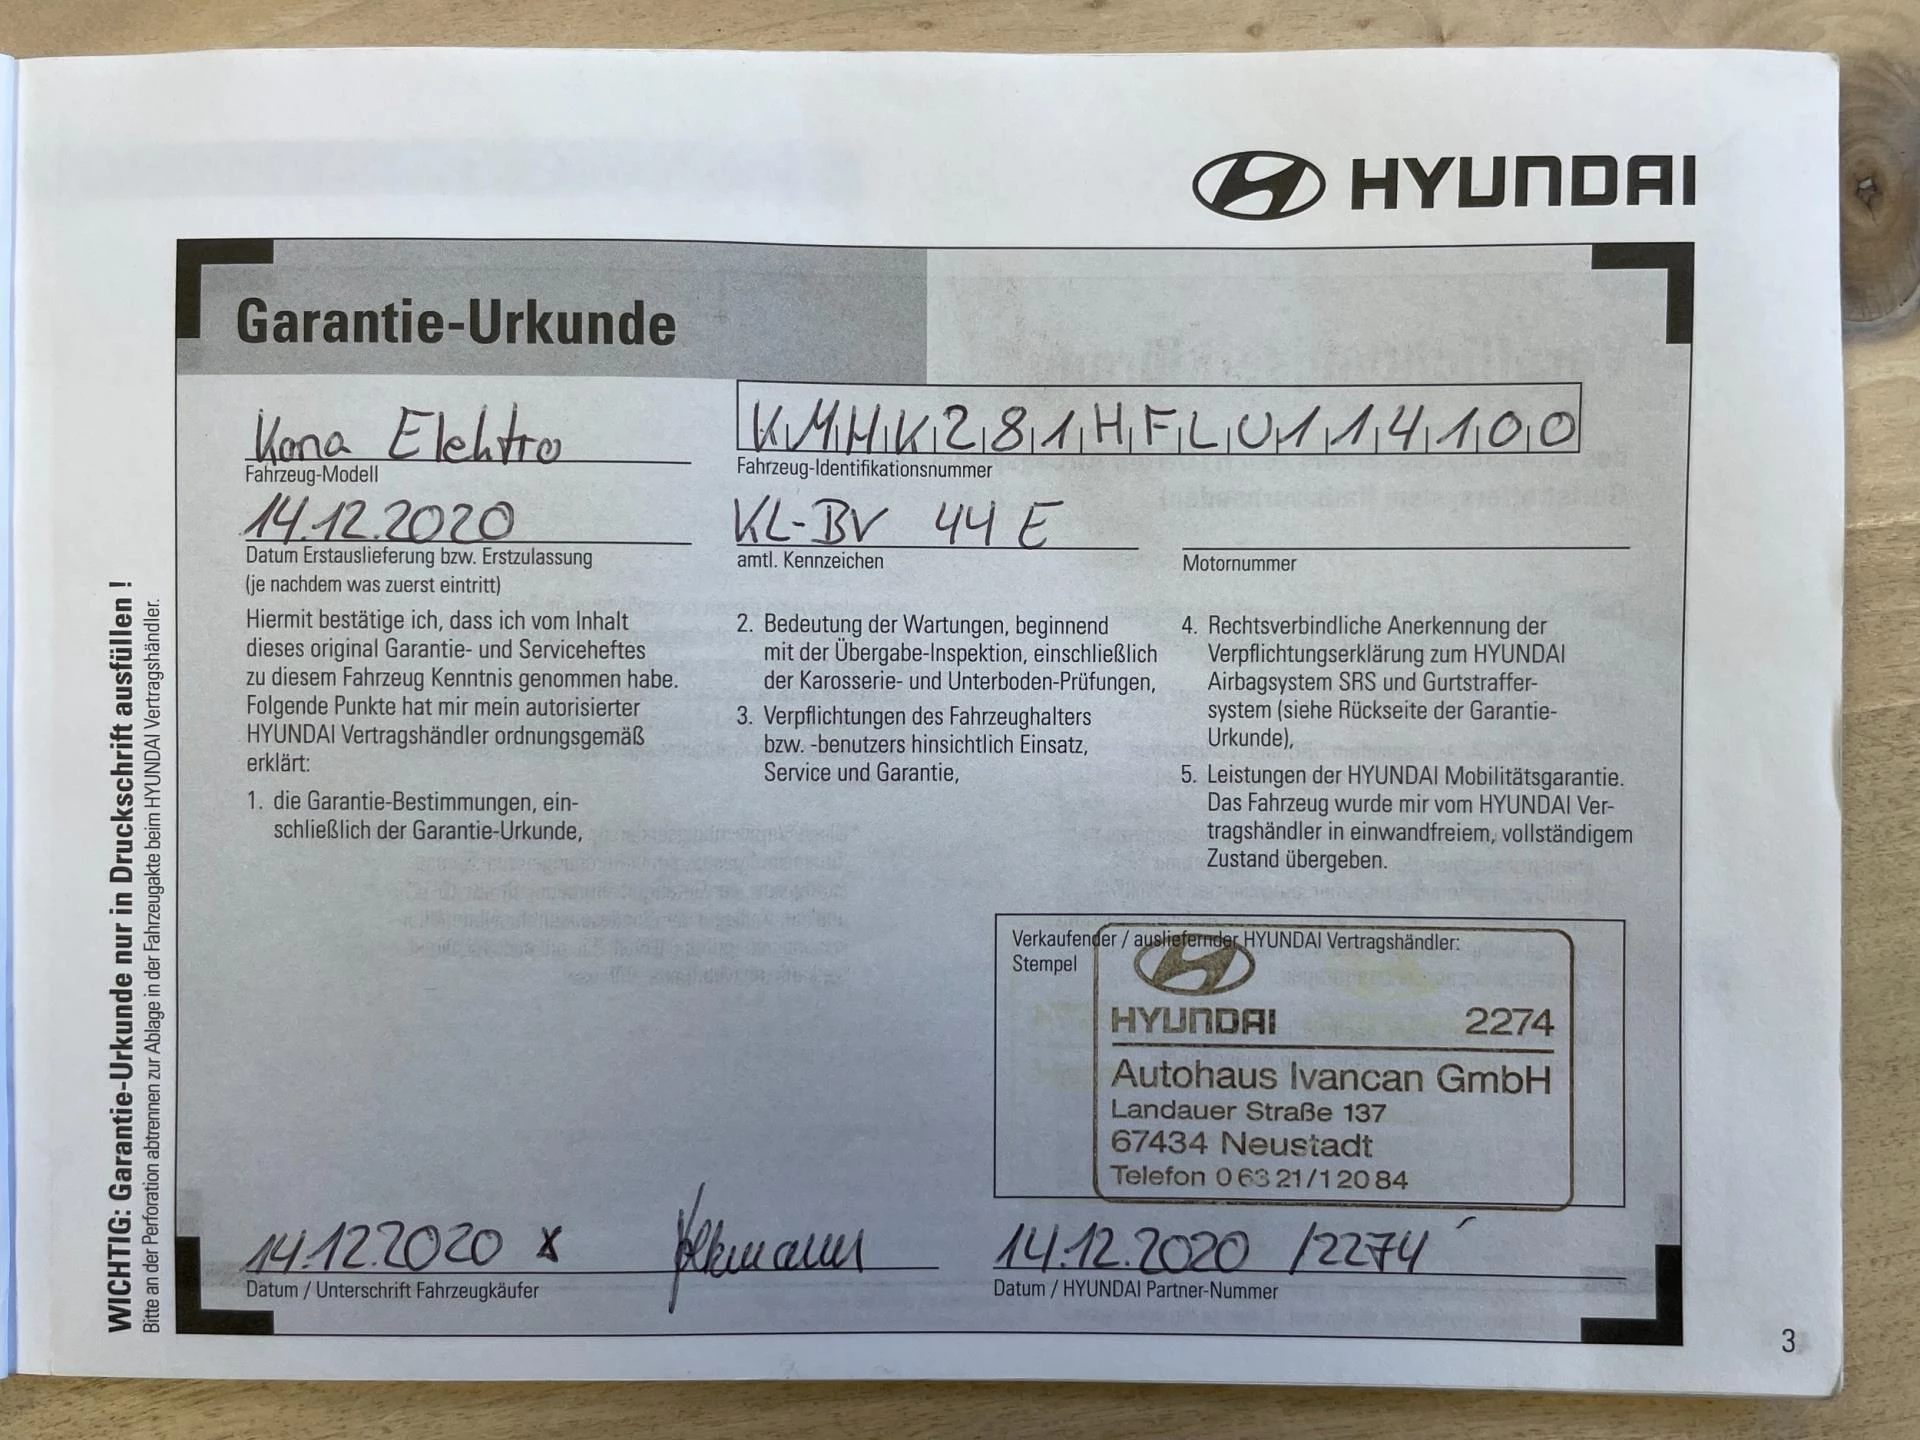 HYUNDAI
Garantie-Urkunde
Kona Elektro
Fahrzeug-Modell
KMHK281HFLU114100
Fahrzeug-Identifikationsnummer
14.12.2020
Datum Erstauslieferung bzw. Erstzulassung
(je nachdem was zuerst eintritt)
KL-BV 44 E
amtl. Kennzeichen
Motornummer
Hiermit bestätige ich, dass ich vom Inhalt
dieses original Garantie- und Serviceheftes
zu diesem Fahrzeug Kenntnis genommen habe.
Folgende Punkte hat mir mein autorisierter
HYUNDAI Vertragshändler ordnungsgemäß
erklärt:
1. die Garantie-Bestimmungen, ein-
schließlich der Garantie-Urkunde,
2. Bedeutung der Wartungen, beginnend
mit der Übergabe-Inspektion, einschließlich
der Karosserie- und Unterboden-Prüfungen,
3. Verpflichtungen des Fahrzeughalters
bzw. -benutzers hinsichtlich Einsatz,
Service und Garantie,
4. Rechtsverbindliche Anerkennung der
Verpflichtungserklärung zum HYUNDAI
Airbagsystem SRS und Gurtstraffer-
system (siehe Rückseite der Garantie-
Urkunde),
5. Leistungen der HYUNDAI Mobilitätsgarantie.
Das Fahrzeug wurde mir vom HYUNDAI Ver-
tragshändler in einwandfreiem, vollständigem
Zustand übergeben.
Verkaufender / ausliefernder HYUNDAI Vertragshändler:
Stempel
HYUNDAI 2274
Autohaus Ivancan GmbH
Landauer Straße 137
67434 Neustadt
Telefon 0 63 21/1 20 84
14.12.2020 x
Datum / Unterschrift Fahrzeugkäufer
14.12.2020 /2274
Datum / HYUNDAI Partner-Nummer
WICHTIG: Garantie-Urkunde nur in Druckschrift ausfüllen !
Bitte an der Perforation abtrennen zur Ablage in der Fahrzeugakte beim HYUNDAI Vertragshändler.
3